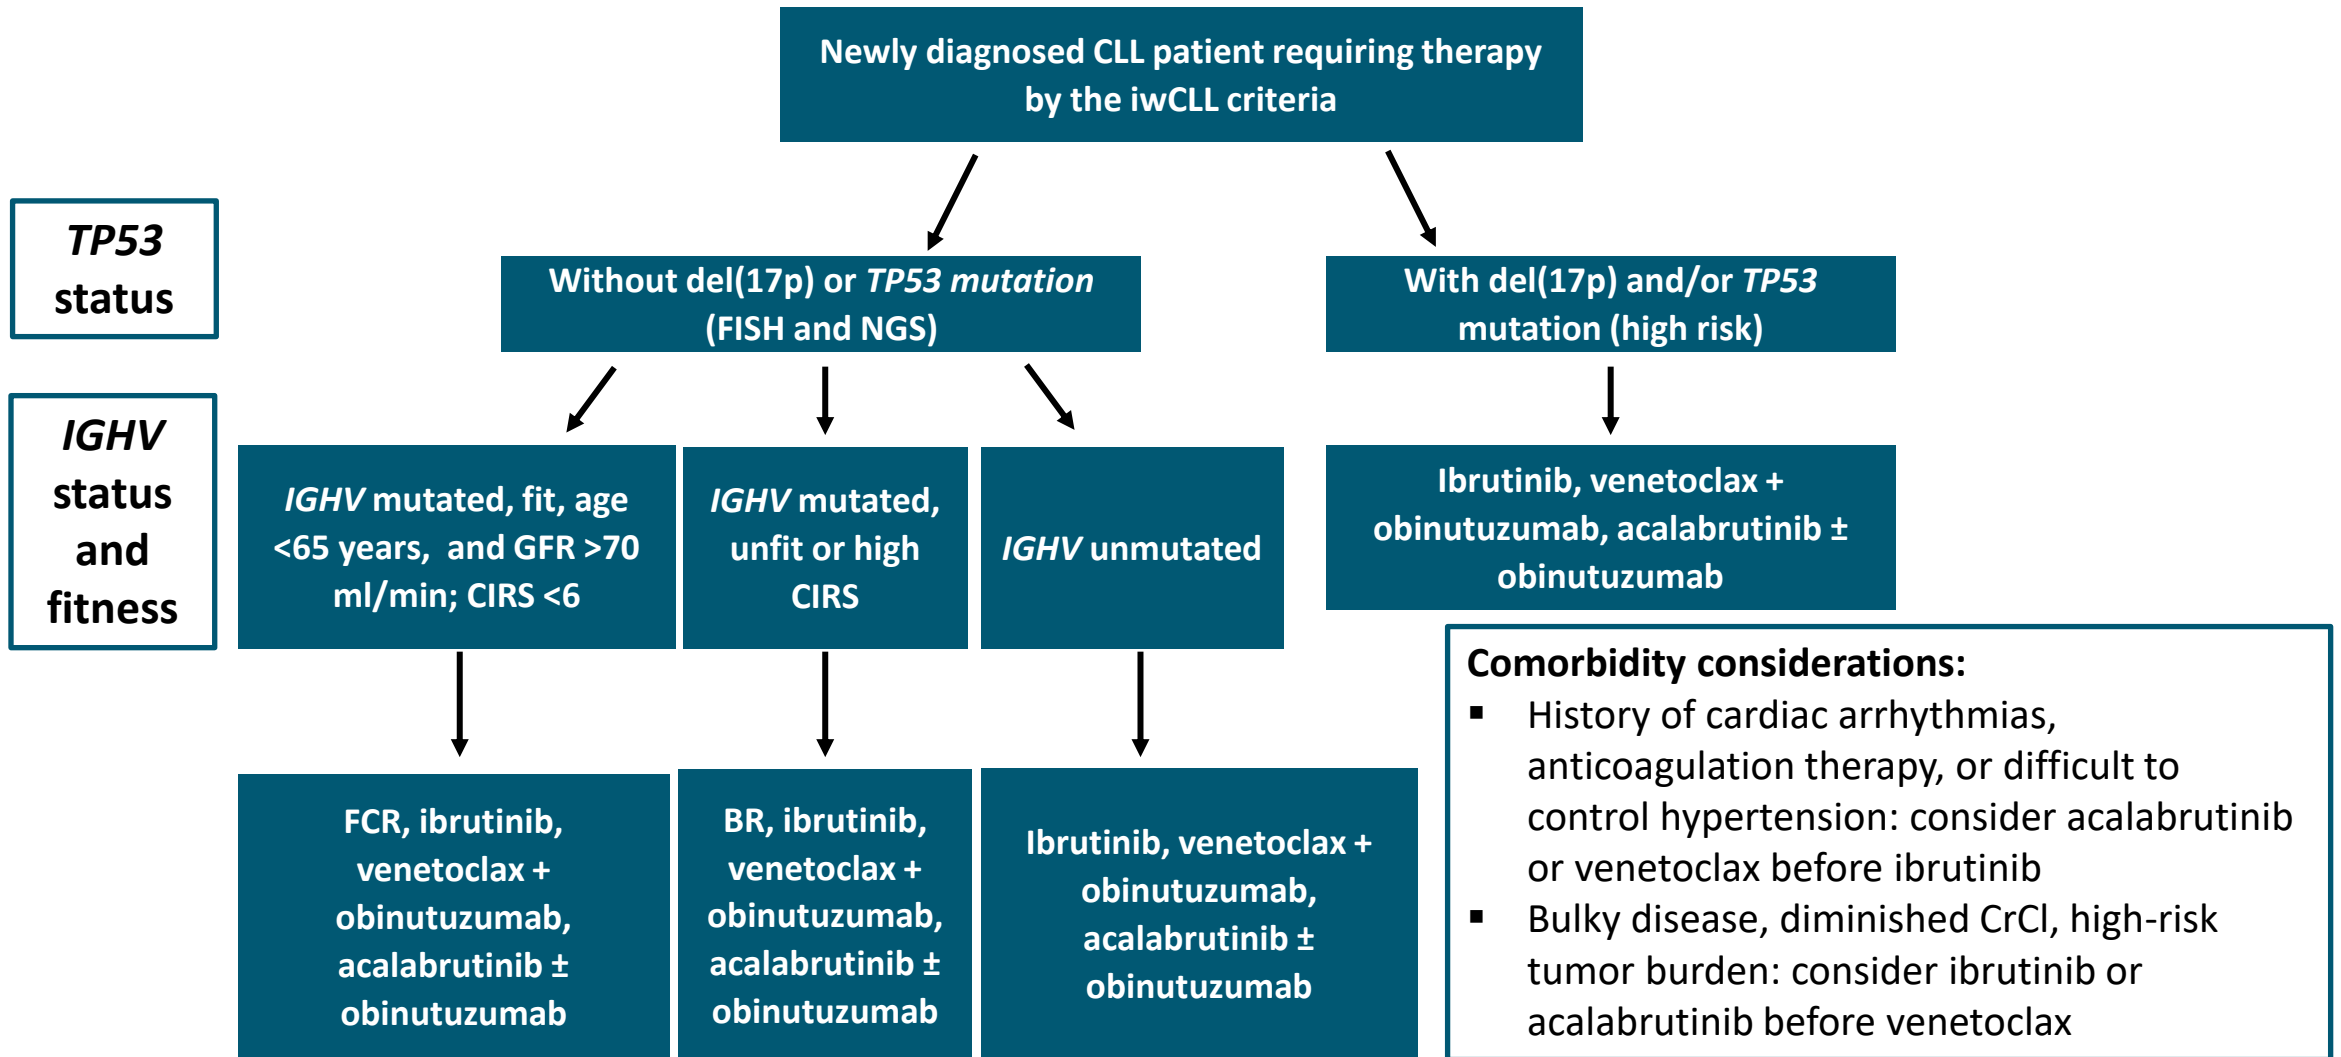 Newly diagnosed CLL patient requiring therapy
by the iwCLL criteria
TP53
status
Without del(17p) or TP53 mutation
(FISH and NGS)
With del(17p) and/or TP53
mutation (high risk)
IGHV
status
and
fitness
IGHV mutated, fit, age
<65 years, and GFR >70
ml/min; CIRS <6
IGHV mutated,
unfit or high
CIRS
IGHV unmutated
Ibrutinib, venetoclax +
obinutuzumab, acalabrutinib ±
obinutuzumab
FCR, ibrutinib,
venetoclax +
obinutuzumab,
acalabrutinib ±
obinutuzumab
BR, ibrutinib,
venetoclax +
obinutuzumab,
acalabrutinib ±
obinutuzumab
Ibrutinib, venetoclax +
obinutuzumab,
acalabrutinib ±
obinutuzumab
Comorbidity considerations:
▪ History of cardiac arrhythmias,
anticoagulation therapy, or difficult to
control hypertension: consider acalabrutinib
or venetoclax before ibrutinib
▪ Bulky disease, diminished CrCl, high-risk
tumor burden: consider ibrutinib or
acalabrutinib before venetoclax